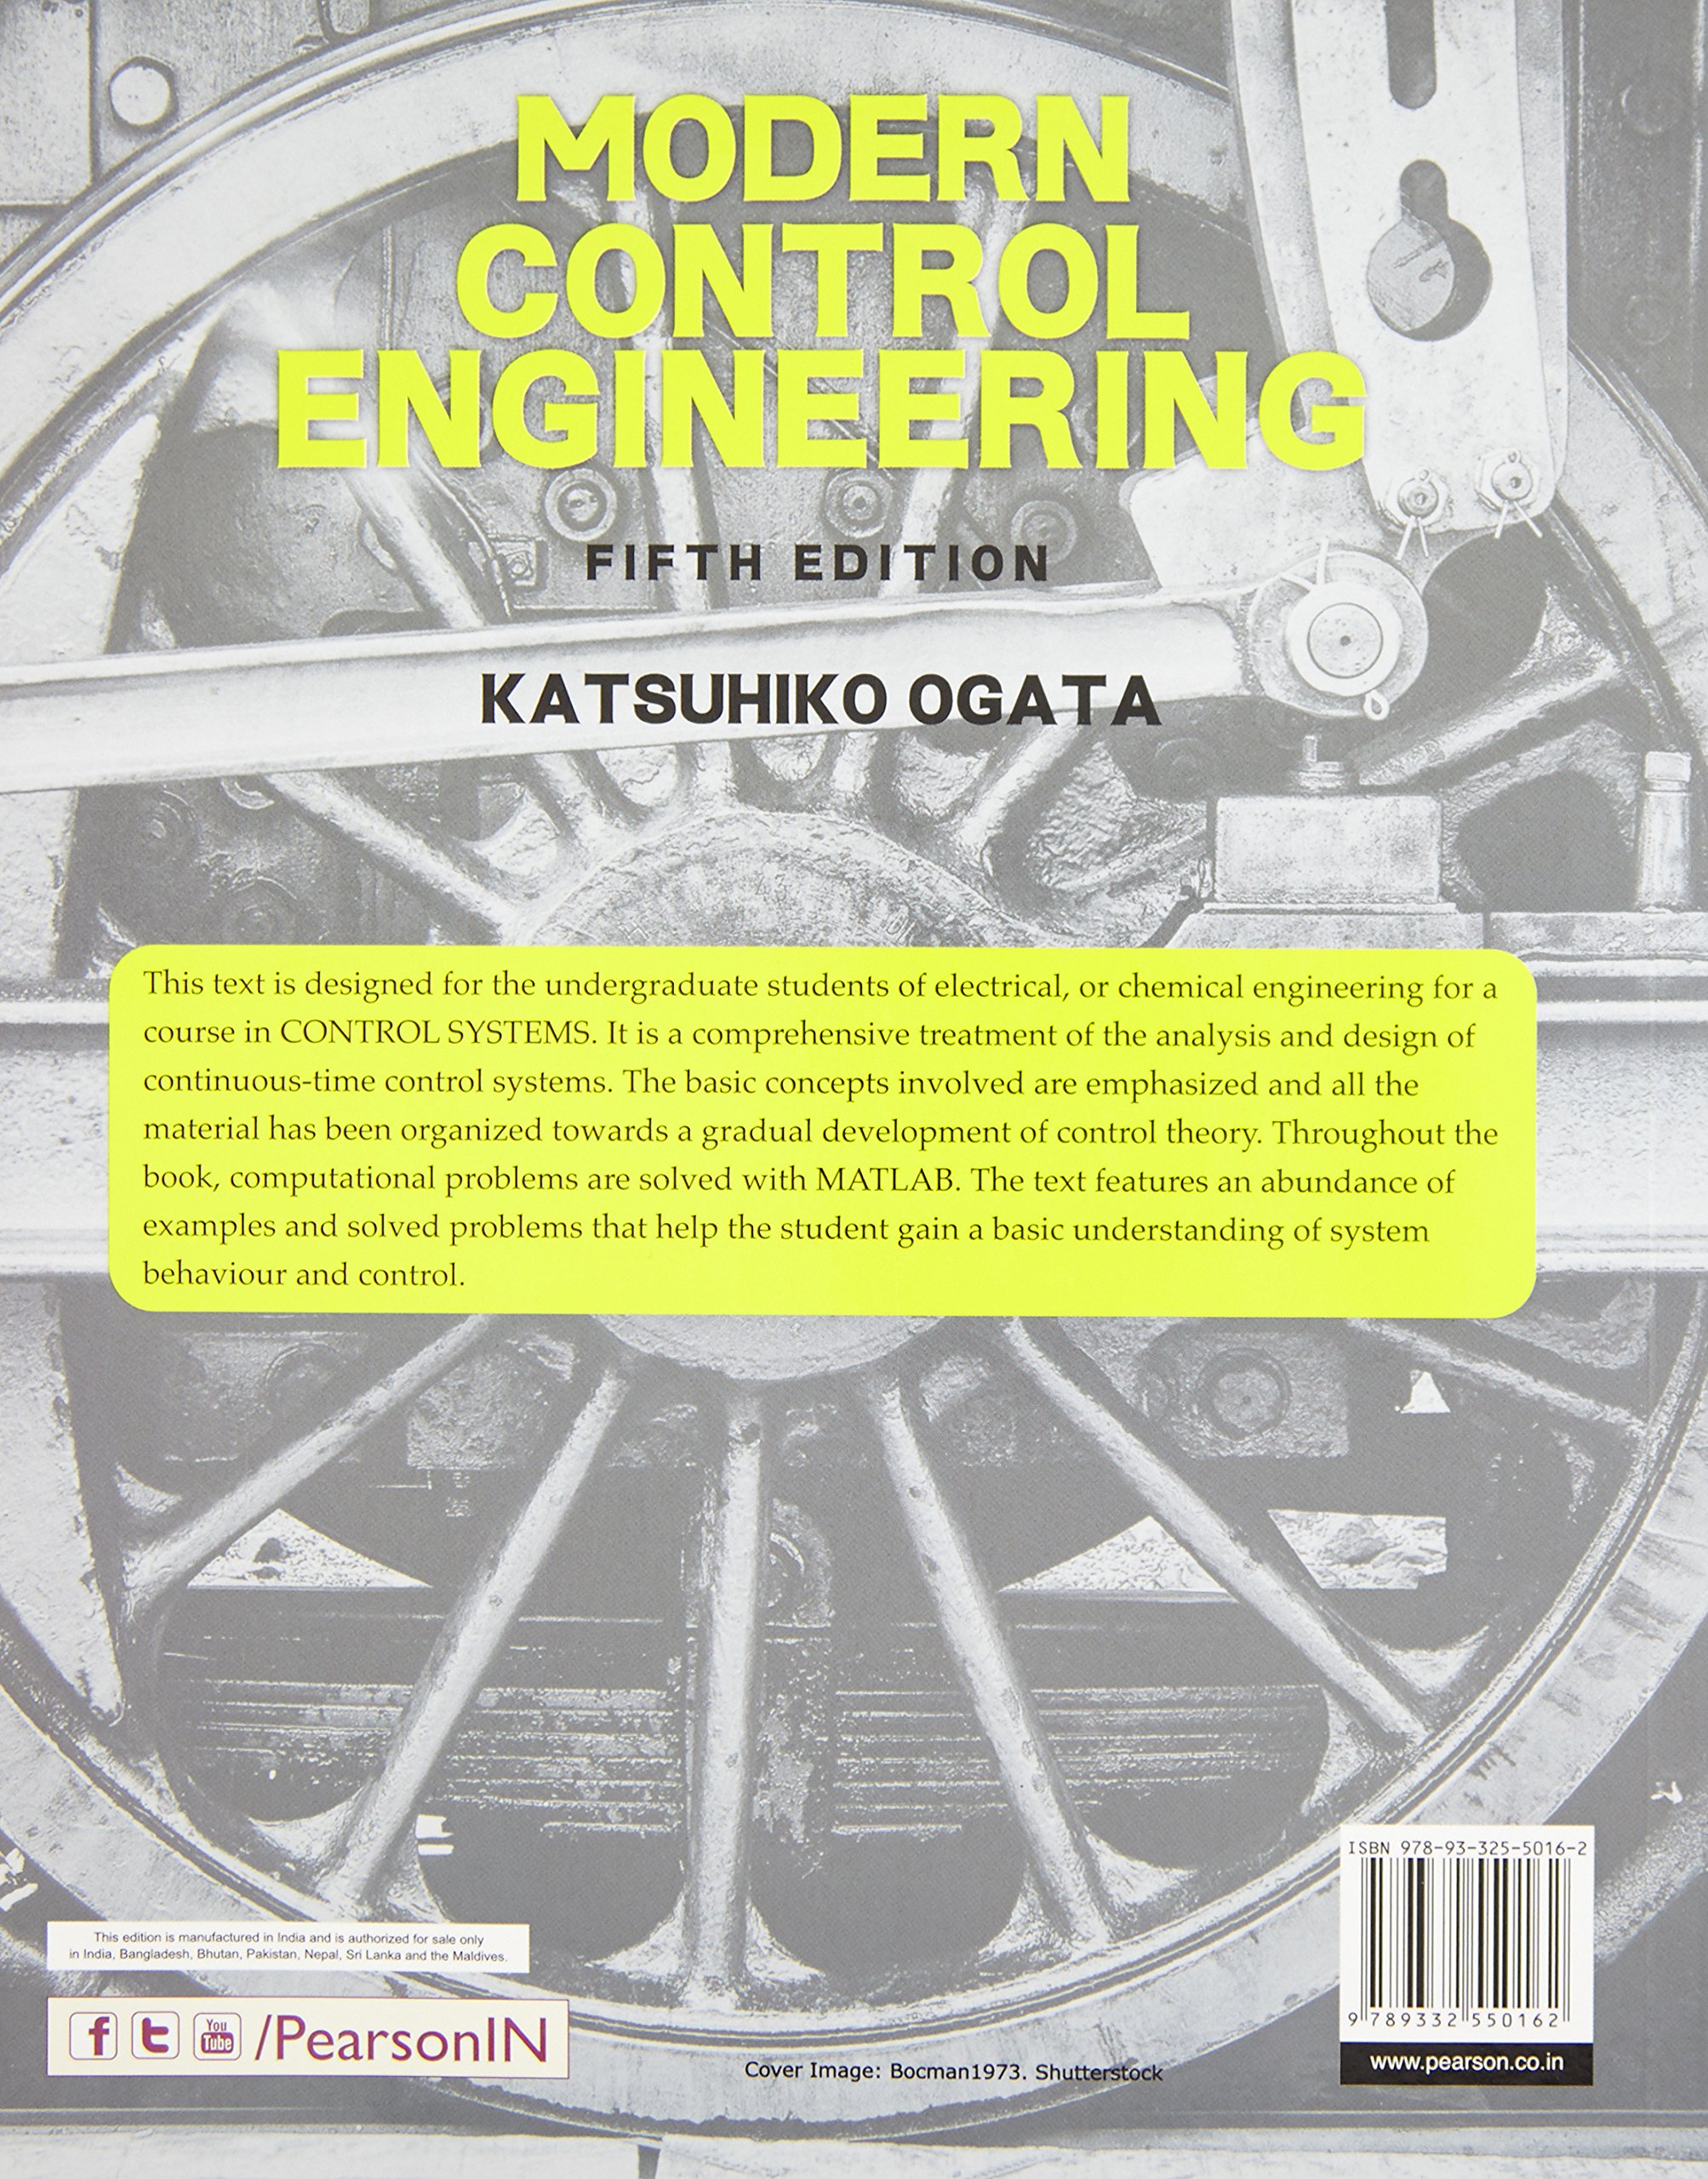 MODERN
CONTROL
ENGINEERING
FIFTH EDITION
KATSUHIKO OGATA
This text is designed for the undergraduate students of electrical, or chemical engineering for a
course in CONTROL SYSTEMS. It is a comprehensive treatment of the analysis and design of
continuous-time control systems. The basic concepts involved are emphasized and all the
material has been organized towards a gradual development of control theory. Throughout the
book, computational problems are solved with MATLAB. The text features an abundance of
examples and solved problems that help the student gain a basic understanding of system
behaviour and control.
This edition is manufactured in India and is authorized for sale only
in India, Bangladesh, Bhutan, Pakistan, Nepal, Sri Lanka and the Maldives.
f t You Tube /PearsonIN
Cover Image: Bocman1973. Shutterstock
ISBN 978-93-325-5016-2
9 789332 550162
www.pearson.co.in